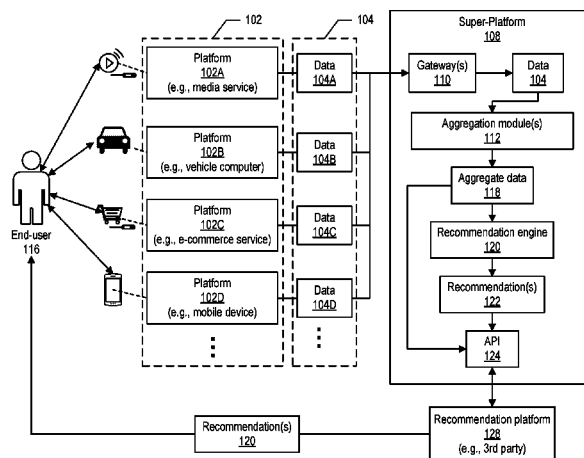 102
104
Super-Platform
108
Platform
102A
(e.g., media service)
Data
104A
Gateway(s)
110
Data
104
Aggregation module(s)
112
Platform
102B
(e.g., vehicle computer)
Data
104B
Aggregate data
118
Platform
102C
(e.g., e-commerce service)
Data
104C
Recommendation engine
120
End-user
116
Platform
102D
(e.g., mobile device)
Data
104D
Recommendation(s)
122
API
124
Recommendation(s)
120
Recommendation platform
128
(e.g., 3rd party)